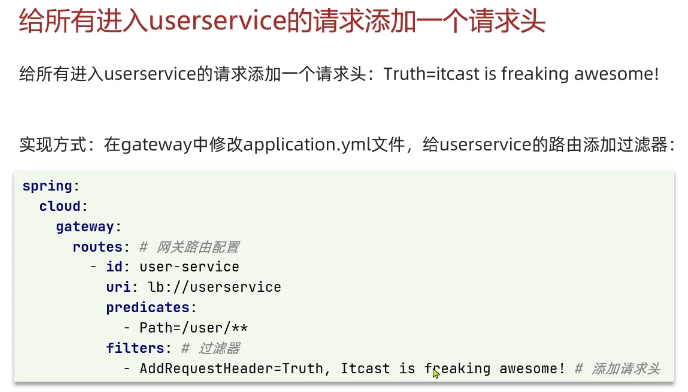 给所有进入userservice的请求添加一个请求头
给所有进入userservice的请求添加一个请求头：Truth=itcast is freaking awesome!
实现方式：在gateway中修改application.yml文件，给userservice的路由添加过滤器：
spring:
  cloud:
    gateway:
      routes: # 网关路由配置
        - id: user-service
          uri: lb://userservice
          predicates:
            - Path=/user/**
          filters: # 过滤器
            - AddRequestHeader=Truth, Itcast is freaking awesome! # 添加请求头